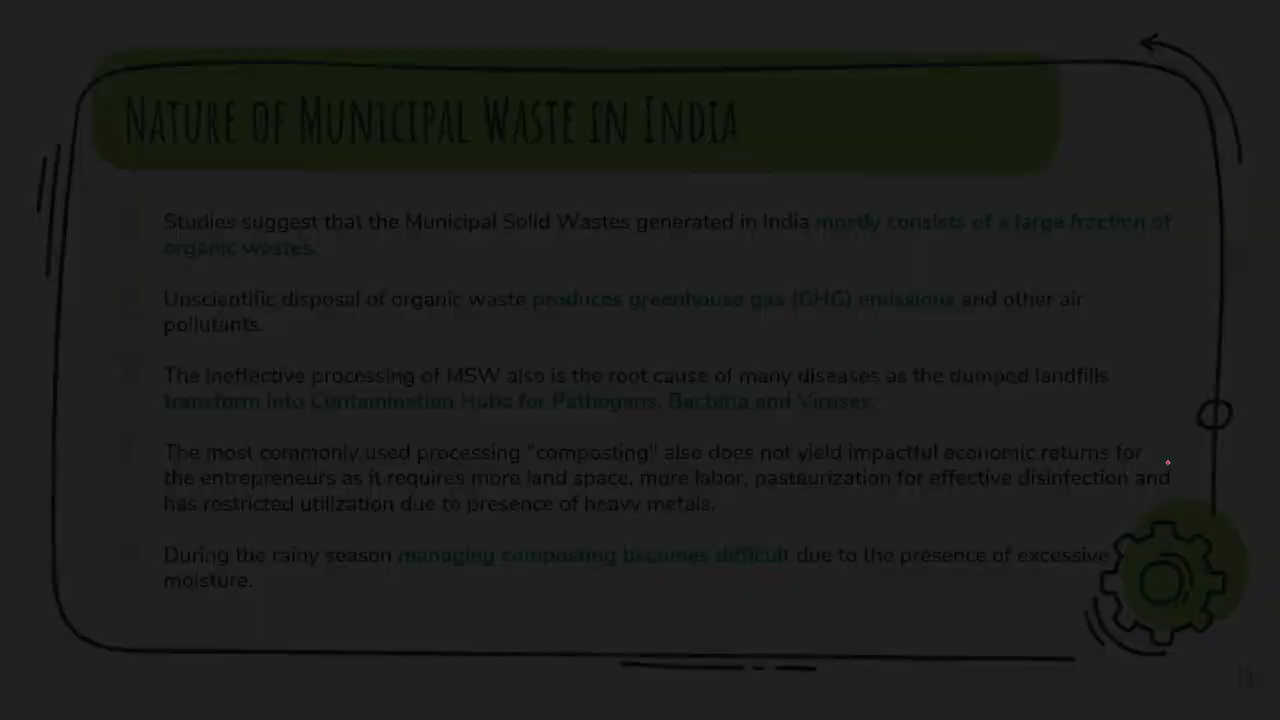 Nature of Municipal Waste in India
Studies suggest that the Municipal Solid Wastes generated in India mostly consists of a large fraction of
organic wastes.
Unscientific disposal of organic waste produces greenhouse gas (GHG) emissions and other air
pollutants.
The ineffective processing of MSW also is the root cause of many diseases as the dumped landfills
transform into Contamination Hubs for Pathogens, Bacteria and Viruses.
The most commonly used processing "composting" also does not yield impactful economic returns for
the entrepreneurs as it requires more land space, more labor, pasteurization for effective disinfection and
has restricted utilization due to presence of heavy metals.
During the rainy season managing composting becomes difficult due to the presence of excessive
moisture.